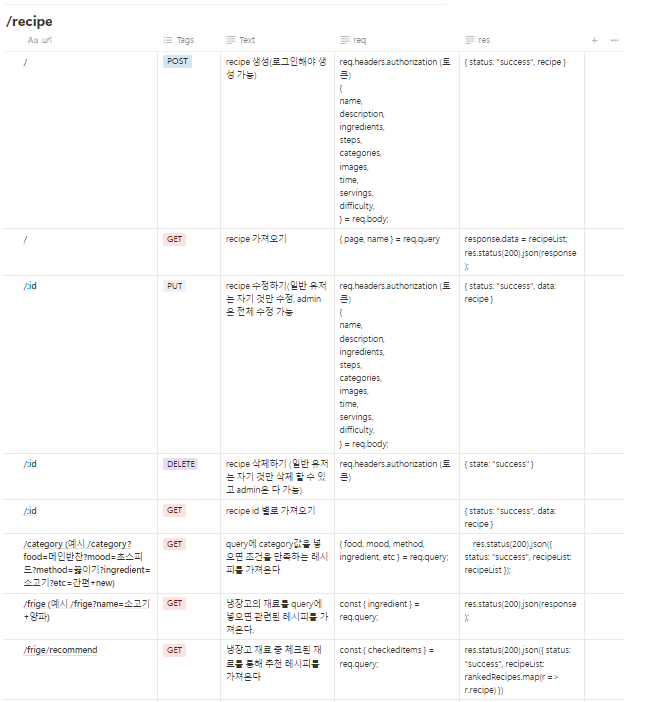 /recipe
Aa url Tags Text req res
/ POST recipe 생성(로그인해야 생 req.headers.authorization (토 { status: "success", recipe }
성 가능) 큰)
{
name,
description,
ingredients,
steps,
categories,
images,
time,
servings,
difficulty,
} = req.body;
/ GET recipe 가져오기 { page, name } = req.query response.data = recipeList;
res.status(200).json(response
);
/:id PUT recipe 수정하기(일반 유저 req.headers.authorization (토 { status: "success", data:
는 자기 것만 수정, admin 큰) recipe }
은 전체 수정 가능 {
name,
description,
ingredients,
steps,
categories,
images,
time,
servings,
difficulty,
} = req.body;
/:id DELETE recipe 삭제하기 (일반 유저 req.headers.authorization (토 { state: "success" }
는 자기 것만 삭제 할 수 있 큰)
고 admin은 다 가능)
/:id GET recipe id 별로 가져오기 { status: "success", data:
recipe }
/category (예시 /category? GET query에 category값을 넣 { food, mood, method, res.status(200).json({
food=메인반찬?mood=초스피 으면 조건을 만족하는 레시 ingredient, etc } = req.query; status: "success", recipeList:
드?method=끓이기?ingredient= 피를 가져온다 recipeList });
소고기?etc=간편+new)
/frige (예시 /frige?name=소고기 GET 냉장고의 재료를 query에 const { ingredient } = res.status(200).json(response
+양파) 넣으면 관련된 레시피를 가 req.query; );
져온다.
/frige/recommend GET 냉장고 재료 중 체크된 재 const { checkedItems } = res.status(200).json({ status:
료를 통해 추천 레시피를 req.query; "success", recipeList:
가져온다 rankedRecipes.map(r =>
r.recipe) })